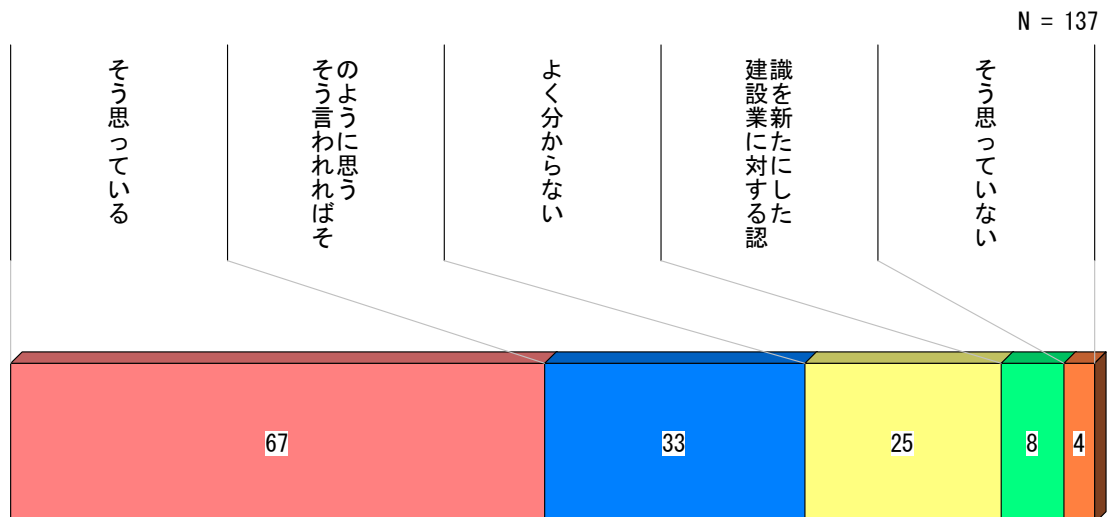 N = 137
そう思っている
そう言われればそ
のように思う
よく分からない
建設業に対する認
識を新たにした
そう思っていない
67
33
25
8
4